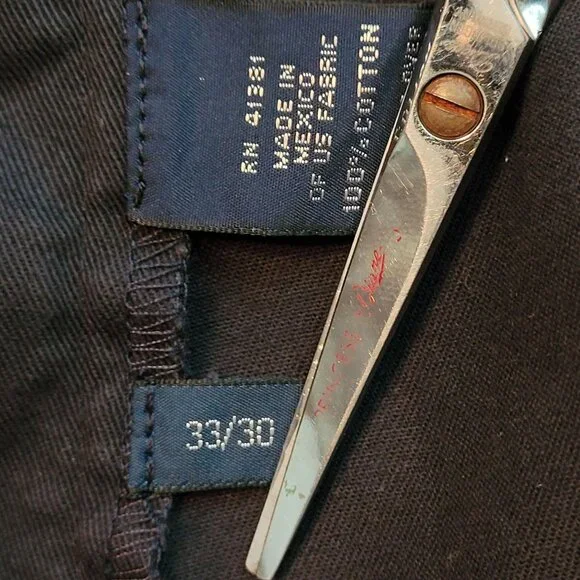 RN 41381
MADE IN
MEXICO
OF US FABRIC
100% COTTON
33/30